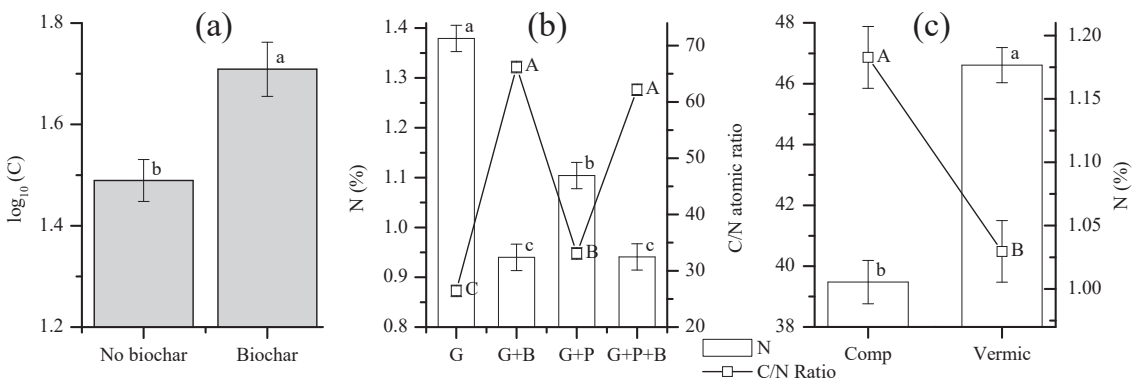 (a)
(b)
(c)
log10 (C)
1.8
1.6
1.4
1.2
b
a
No biochar
Biochar
N (%)
1.4
1.3
1.2
1.1
1.0
0.9
0.8
a
A
A
b
c
B
c
C
G
G+B
G+P
G+P+B
70
60
50
40
30
20
C/N atomic ratio
48
47
46
44
42
40
38
A
a
B
b
Comp
Vermic
1.20
1.15
1.10
1.05
1.00
N (%)
N
C/N Ratio